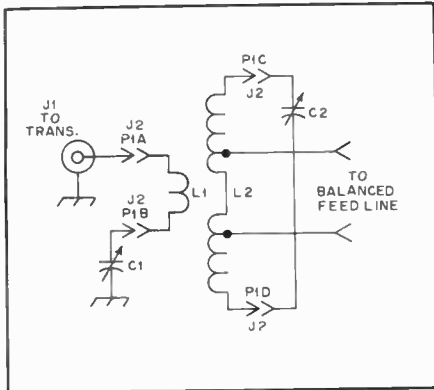 J1
TO
TRANS.
J2
P1A
J2
P1B
C1
L1
P1C
J2
C2
L2
TO
BALANCED
FEED LINE
P1D
J2